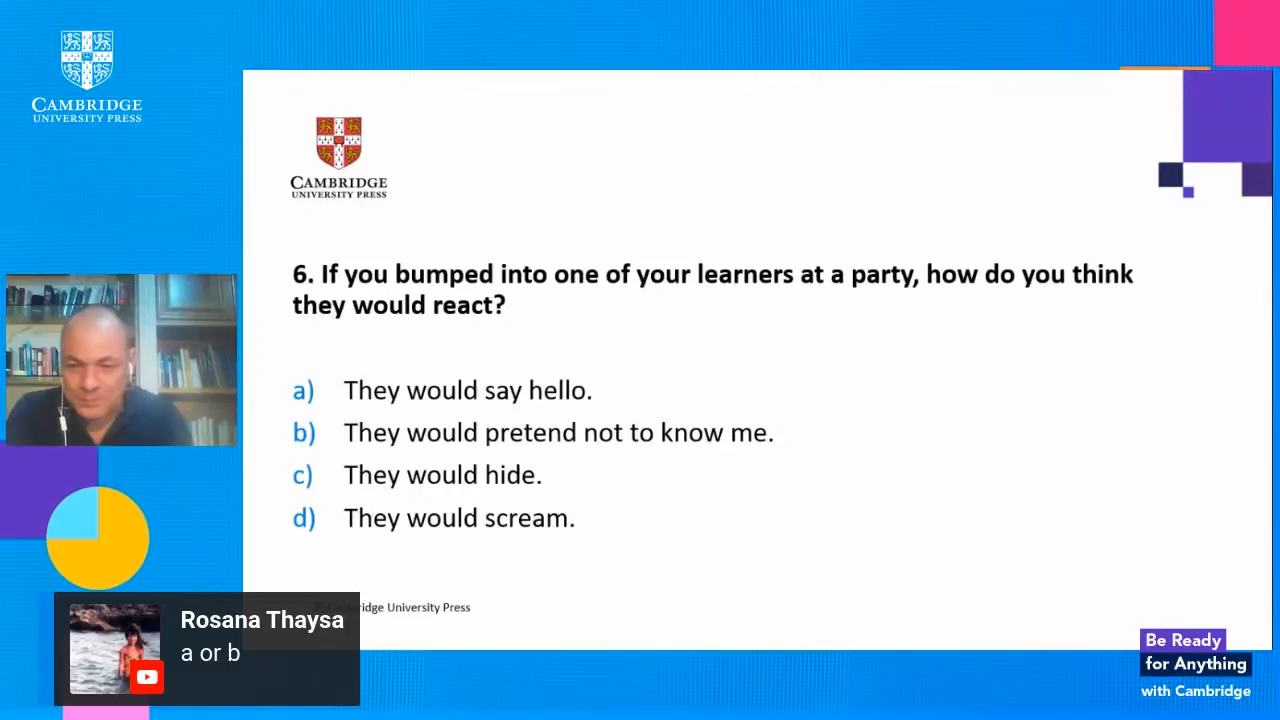 CAMBRIDGE
UNIVERSITY PRESS
CAMBRIDGE
UNIVERSITY PRESS
6. If you bumped into one of your learners at a party, how do you think
they would react?
a) They would say hello.
b) They would pretend not to know me.
c) They would hide.
d) They would scream.
University Press
Rosana Thaysa
a or b
Be Ready
for Anything
with Cambridge